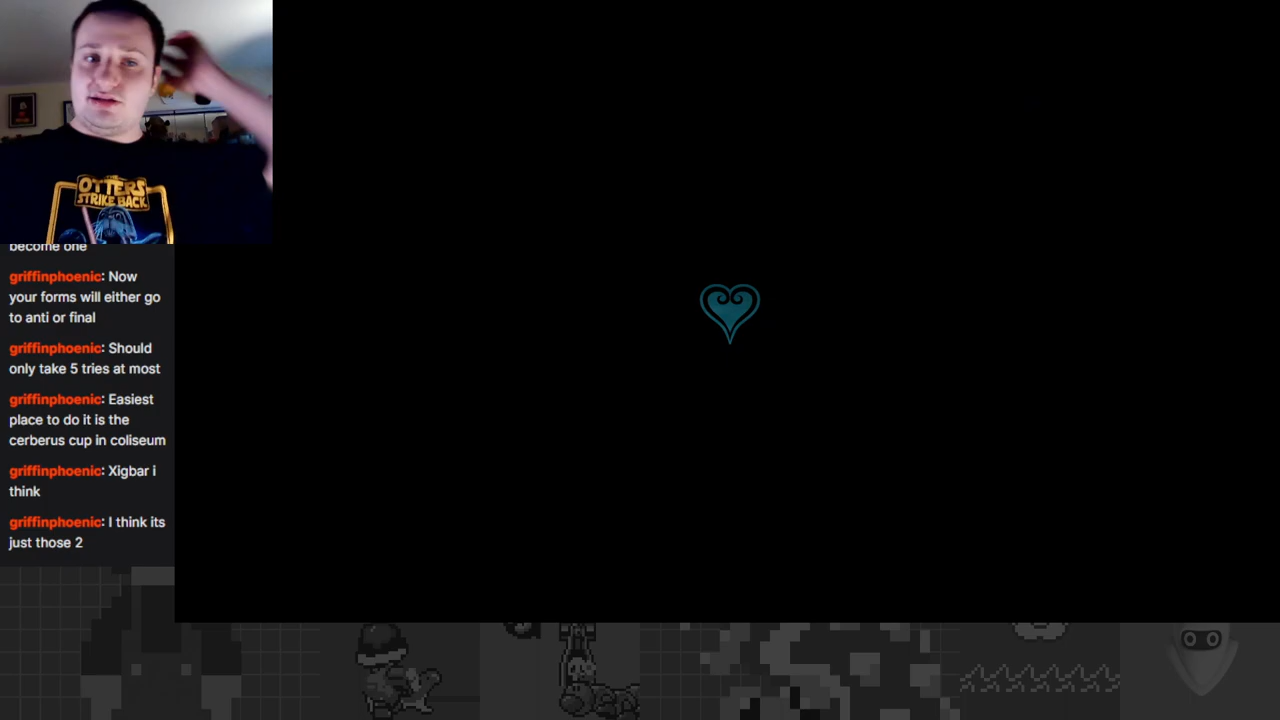 OTTERS
STRIKE BACK
become one
griffinphoenic: Now
your forms will either go
to anti or final
griffinphoenic: Should
only take 5 tries at most
griffinphoenic: Easiest
place to do it is the
cerberus cup in coliseum
griffinphoenic: Xigbar i
think
griffinphoenic: I think its
just those 2